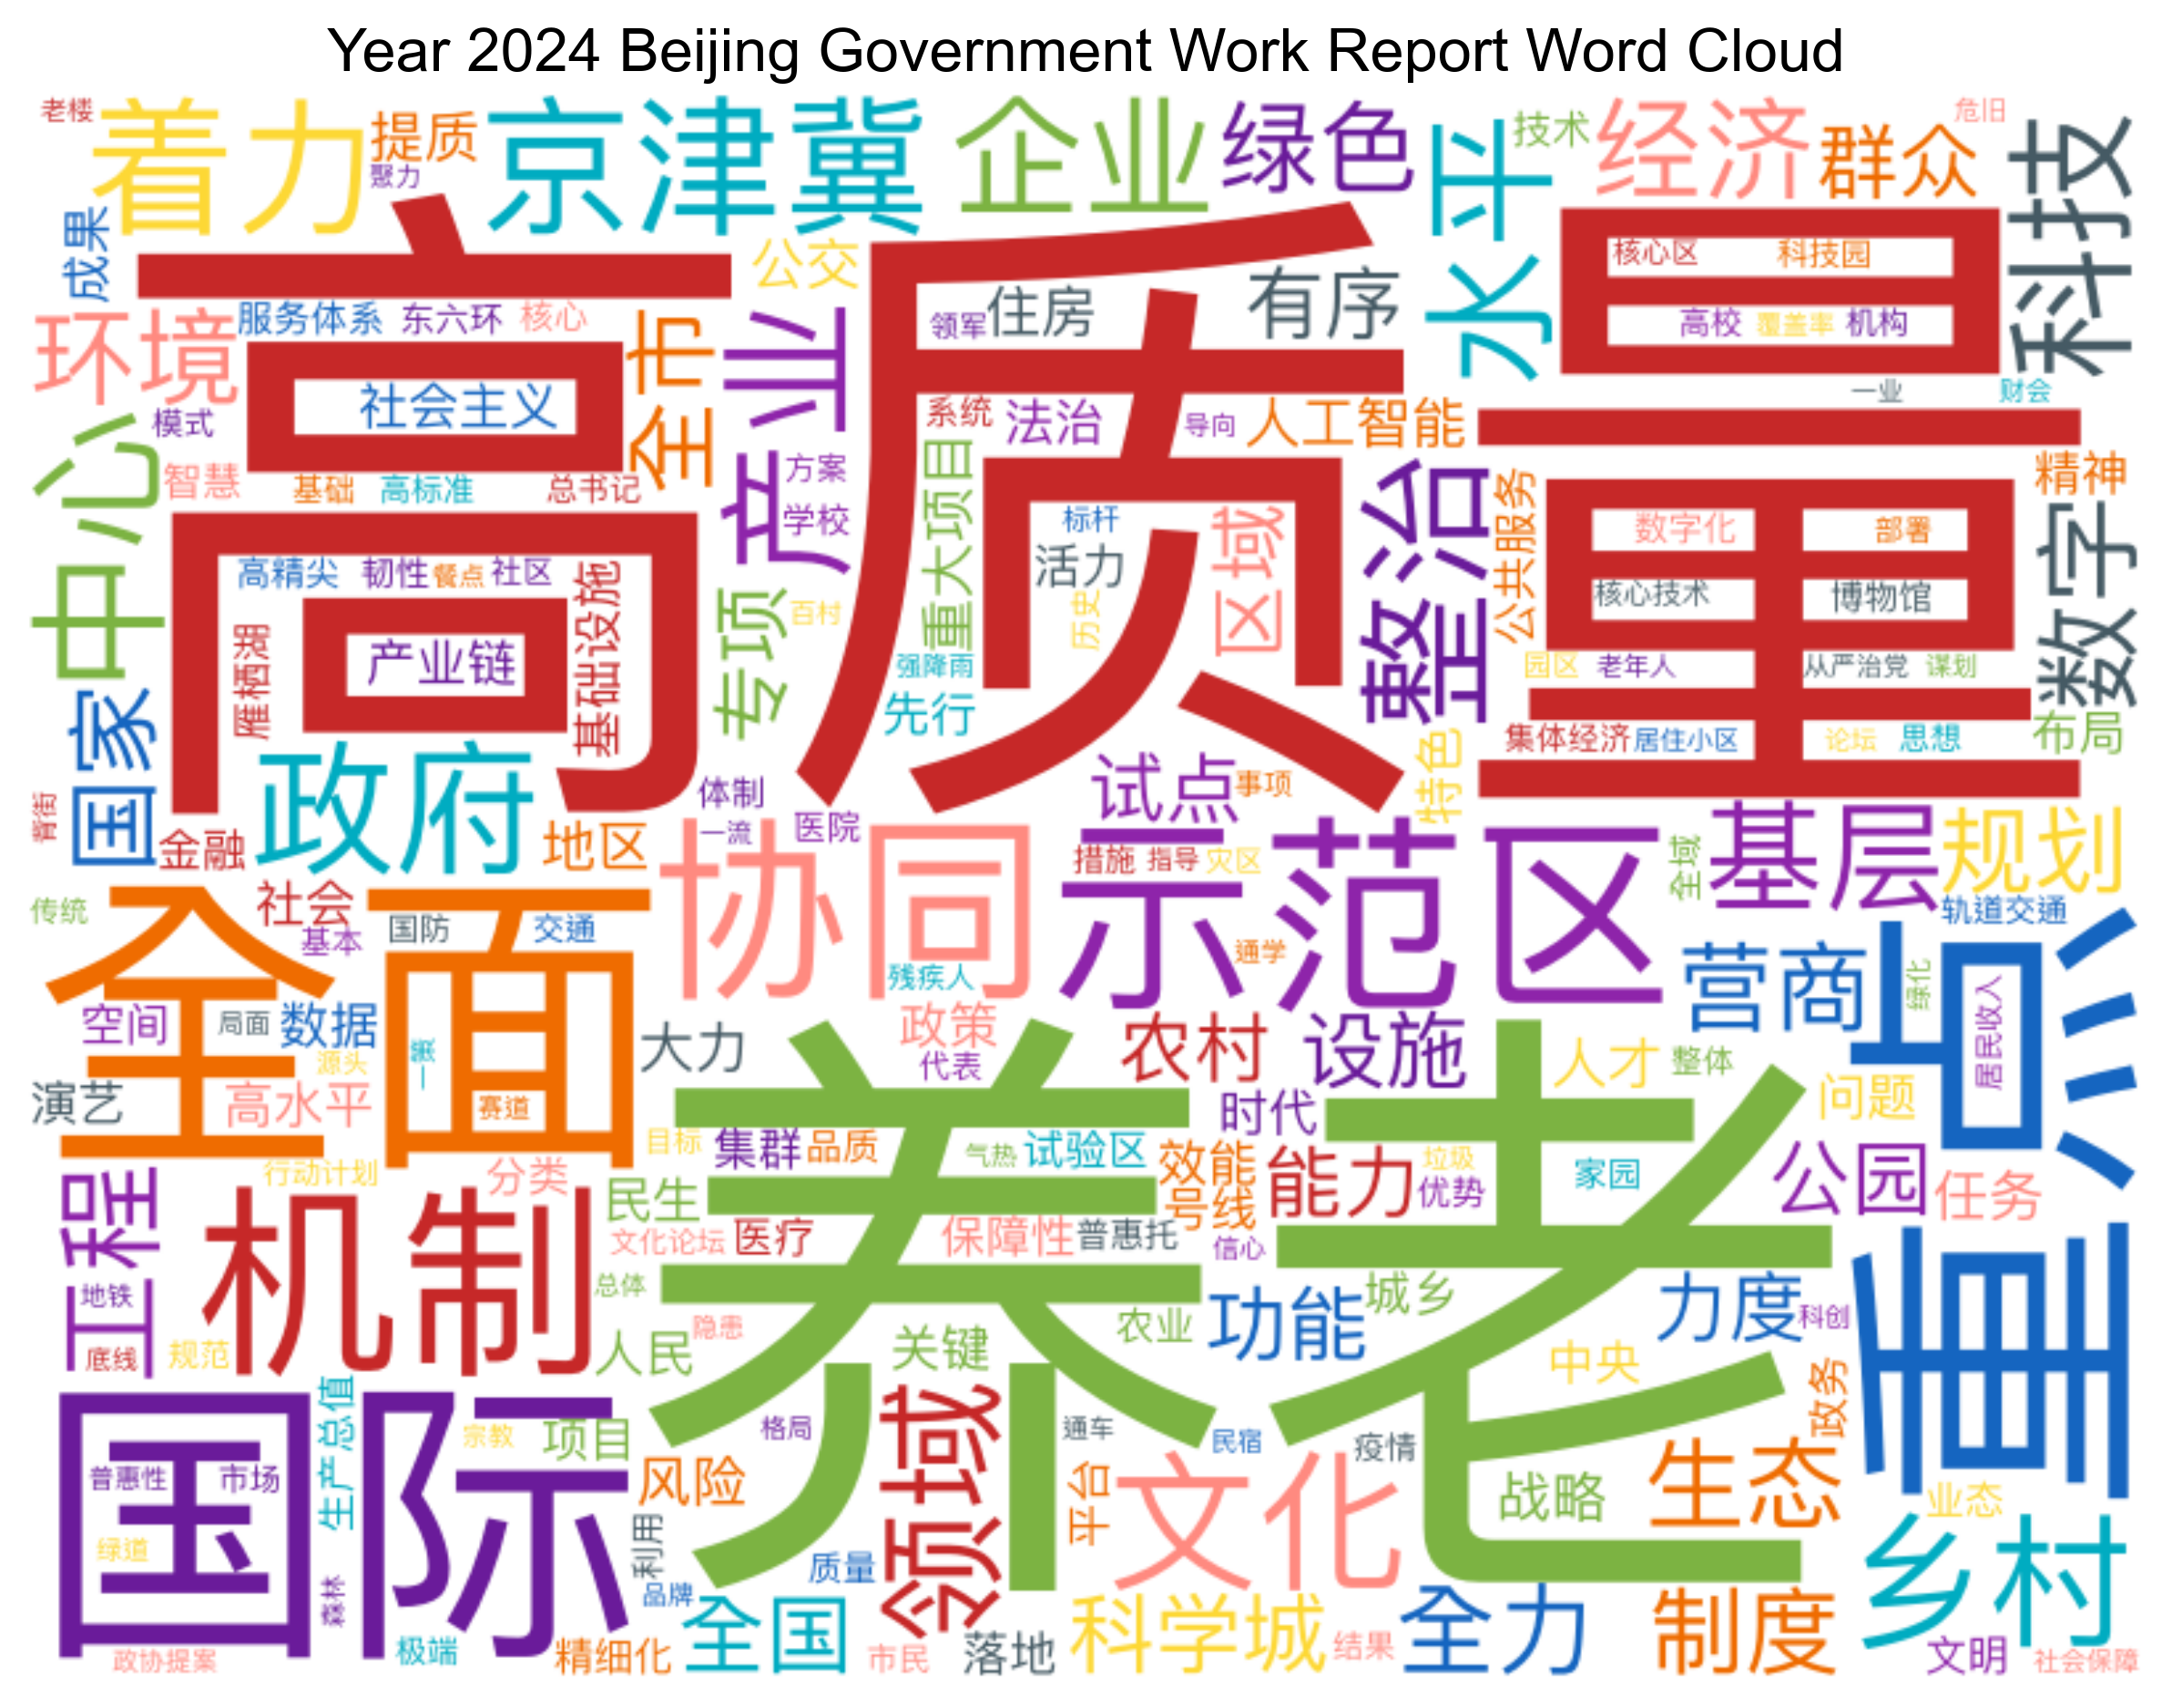 Year 2024 Beijing Government Work Report Word Cloud
老楼
着力
提质
聚力
京津冀
企业
绿色
水平
技术
经济
群众
危旧
科技
成果
高质量
公交
有序
住房
核心区
科技园
环境
服务体系
东六环
核心
全市
产业
领军
高校
覆盖率
机构
社会主义
模式
中心
系统
法治
导向
人工智能
一业
财会
智慧
基础
高标准
总书记
方案
学校
重大项目
标杆
活力
区域
整治
公共服务
精神
数字
数字化
部署
高精尖
韧性
餐点
社区
基础设施
专项
百村
历史
核心技术
博物馆
雁栖湖
产业链
强降雨
先行
园区
老年人
从严治党
谋划
国家
政府
集体经济
居住小区
论坛
思想
布局
特色
背街
金融
地区
体制
一流
医院
试点
事项
协同
示范区
措施
指导
灾区
全域
基层
规划
传统
全面
社会
基本
国防
交通
残疾人
通学
轨道交通
营商
绿化
重点
居民收入
空间
局面
数据
源头
高水平
演艺
赛道
大力
政策
代表
农村
设施
时代
人才
整体
问题
养老
目标
集群
品质
气热
试验区
效能
号线
能力
垃圾
优势
家园
公园
任务
行动计划
分类
民生
文化论坛
医疗
保障性
普惠托
信心
工程
机制
地铁
底线
规范
总体
人民
隐患
关键
农业
功能
城乡
力度
科创
中央
政务
国际
普惠性
市场
绿道
生产总值
森林
宗教
项目
风险
利用
格局
领域
通车
平台
民宿
疫情
文化
战略
生态
业态
乡村
质量
品牌
政协提案
极端
精细化
全国
市民
落地
科学城
结果
全力
制度
文明
社会保障